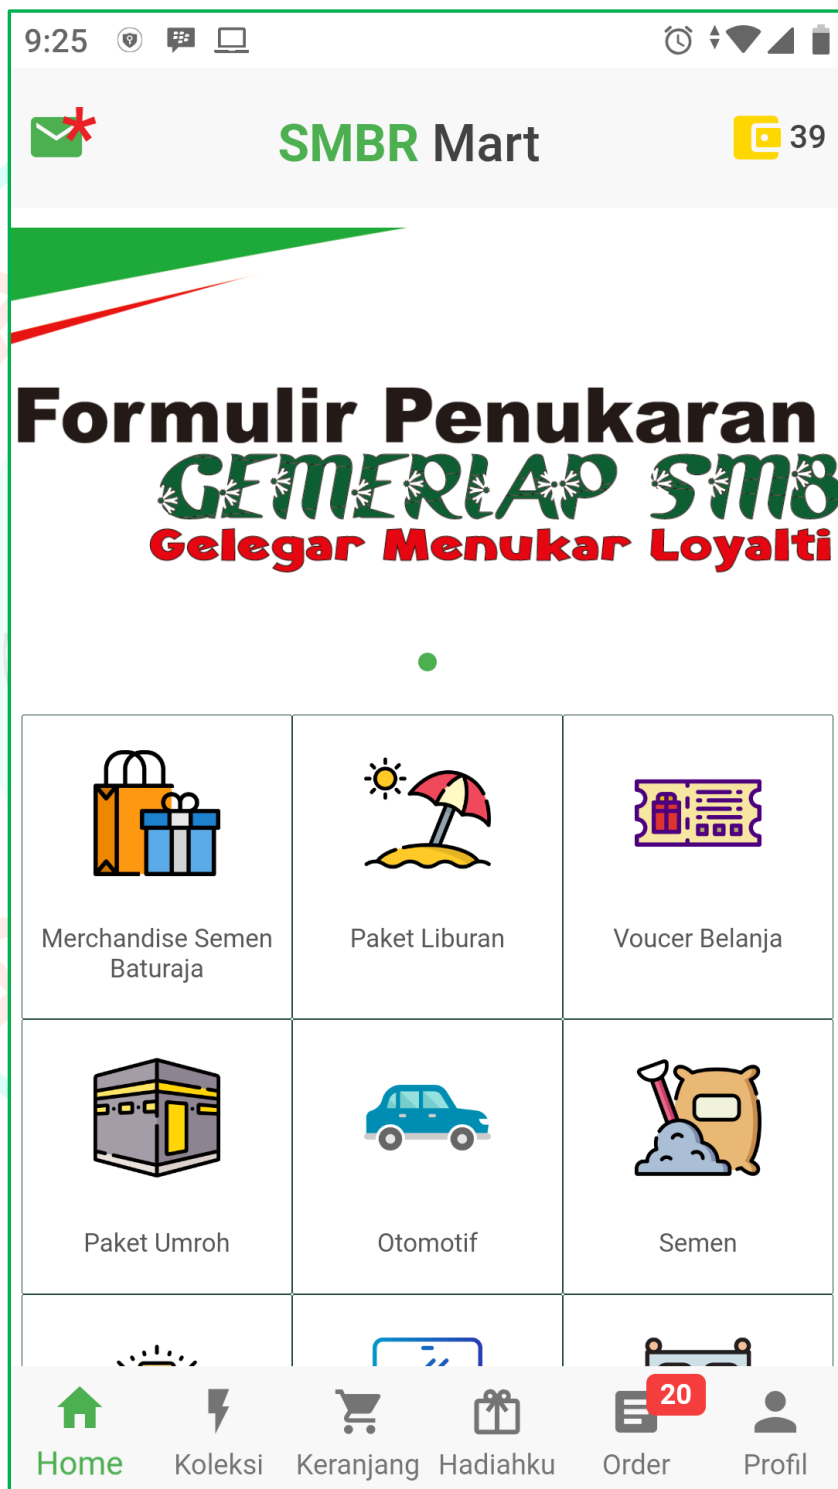 9:25
SMBR Mart
39
Formulir Penukaran
GEMERLAP SMB
Gelegar Menukar Loyalti
Merchandise Semen
Baturaja
Paket Liburan
Voucer Belanja
Paket Umroh
Otomotif
Semen
20
Home
Koleksi
Keranjang
Hadiahku
Order
Profil